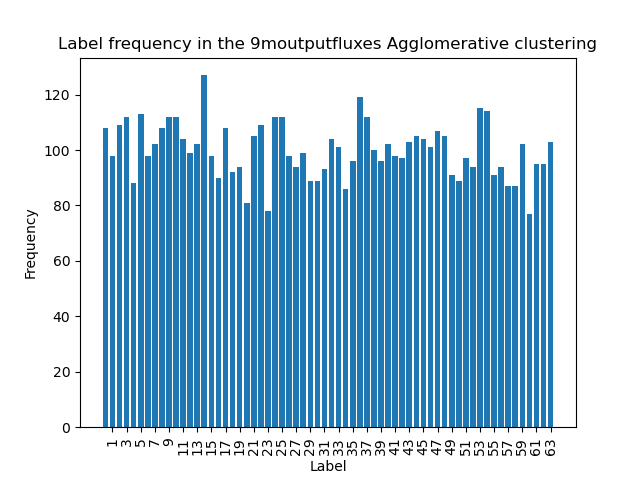 Label frequency in the 9moutputfluxes Agglomerative clustering
120
100
80
60
40
20
0
Frequency
1 3 5 7 9 11 13 15 17 19 21 23 25 27 29 31 33 35 37 39 41 43 45 47 49 51 53 55 57 59 61 63
Label